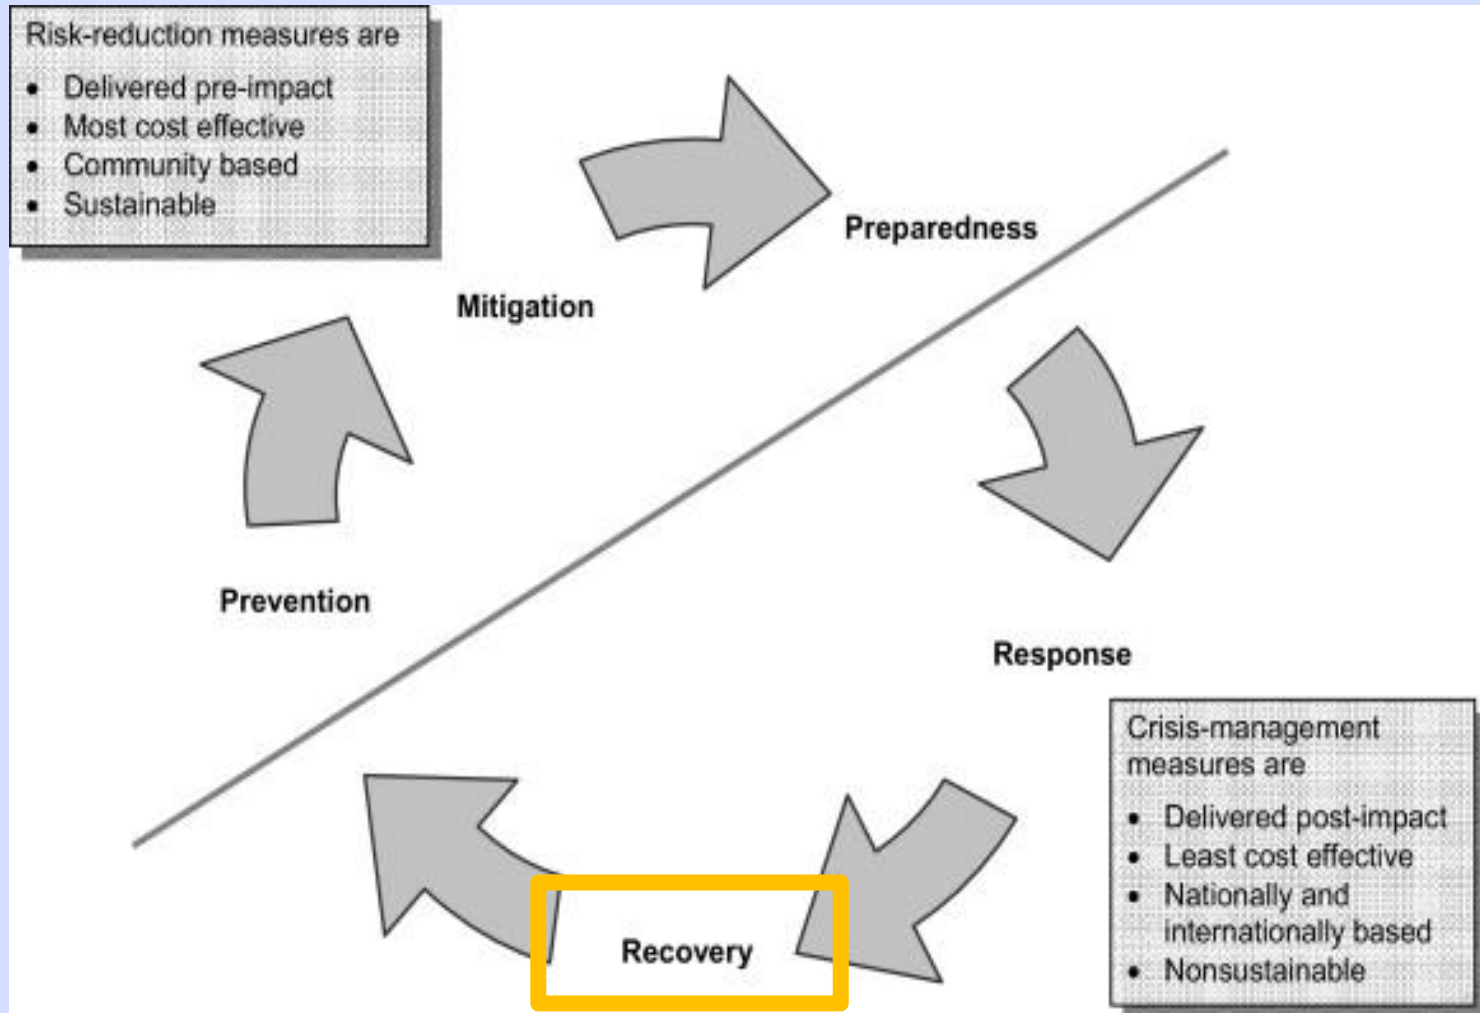 Risk-reduction measures are
• Delivered pre-impact
• Most cost effective
• Community based
• Sustainable
Preparedness
Mitigation
Prevention
Response
Recovery
Crisis-management
measures are
• Delivered post-impact
• Least cost effective
• Nationally and
internationally based
• Nonsustainable